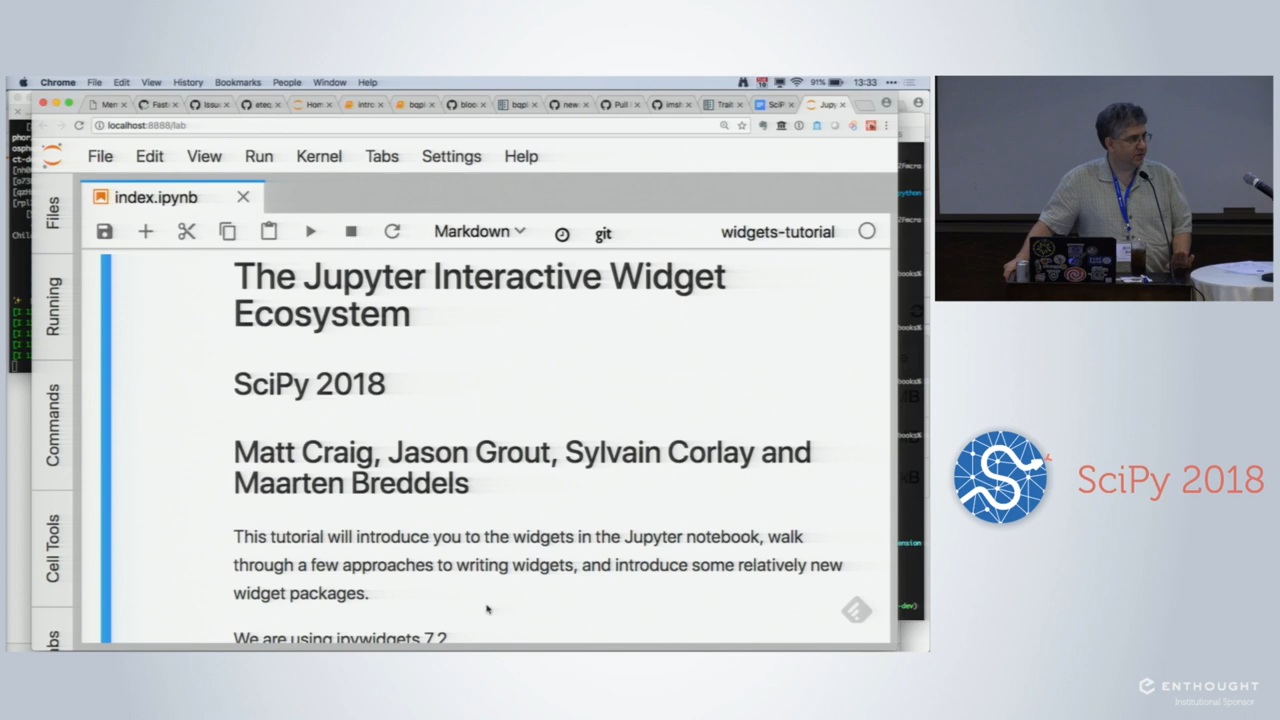 Chrome File Edit View History Bookmarks People Window Help 91% 13:33
localhost:8888/lab
File Edit View Run Kernel Tabs Settings Help
index.ipynb
Markdown git widgets-tutorial
Files
Running
Commands
Cell Tools
The Jupyter Interactive Widget
Ecosystem
SciPy 2018
Matt Craig, Jason Grout, Sylvain Corlay and
Maarten Breddels
This tutorial will introduce you to the widgets in the Jupyter notebook, walk
through a few approaches to writing widgets, and introduce some relatively new
widget packages.
We are using ipywidgets 7.2
SciPy 2018
ENTHOUGHT
Institutional Sponsor